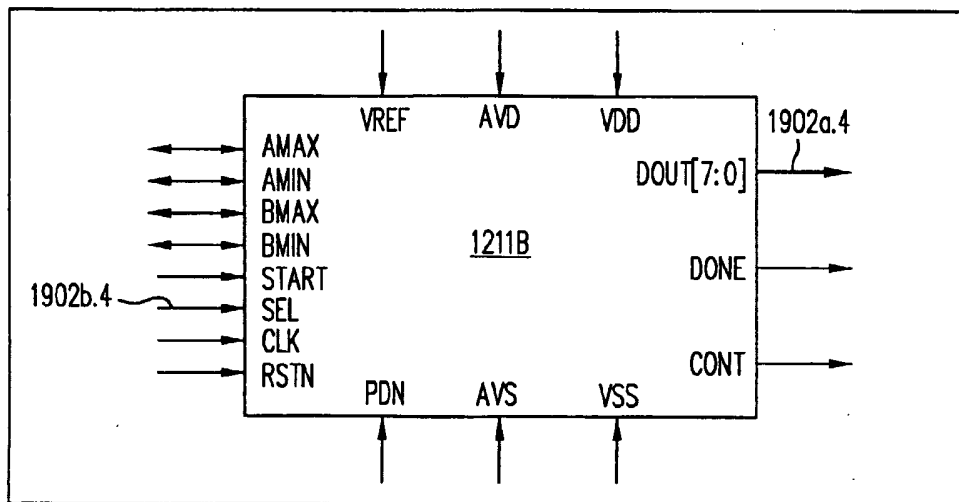 VREF AVD VDD
1902a.4
AMAX
DOUT[7:0]
AMIN
BMAX
BMIN
1211B
START
DONE
1902b.4
SEL
CLK
CONT
RSTN
PDN AVS VSS